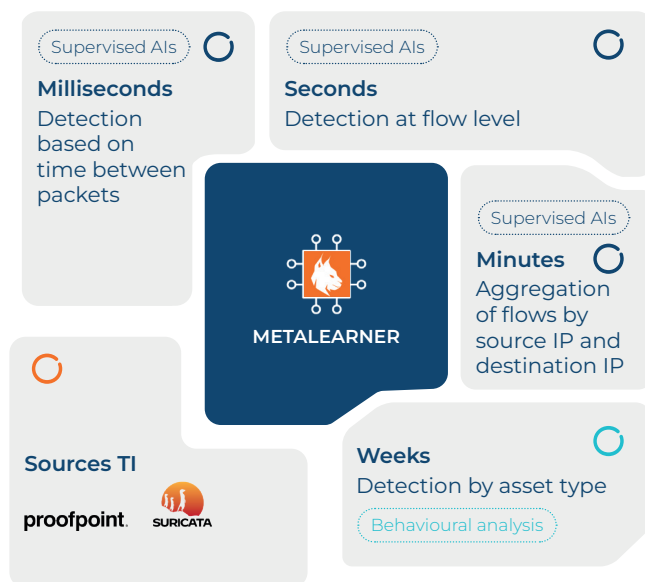 Supervised AIs
Milliseconds
Detection
based on
time between
packets
Supervised AIs
Seconds
Detection at flow level
METALEARNER
Supervised AIs
Minutes
Aggregation
of flows by
source IP and
destination IP
Sources TI
proofpoint.
SURICATA
Weeks
Detection by asset type
Behavioural analysis